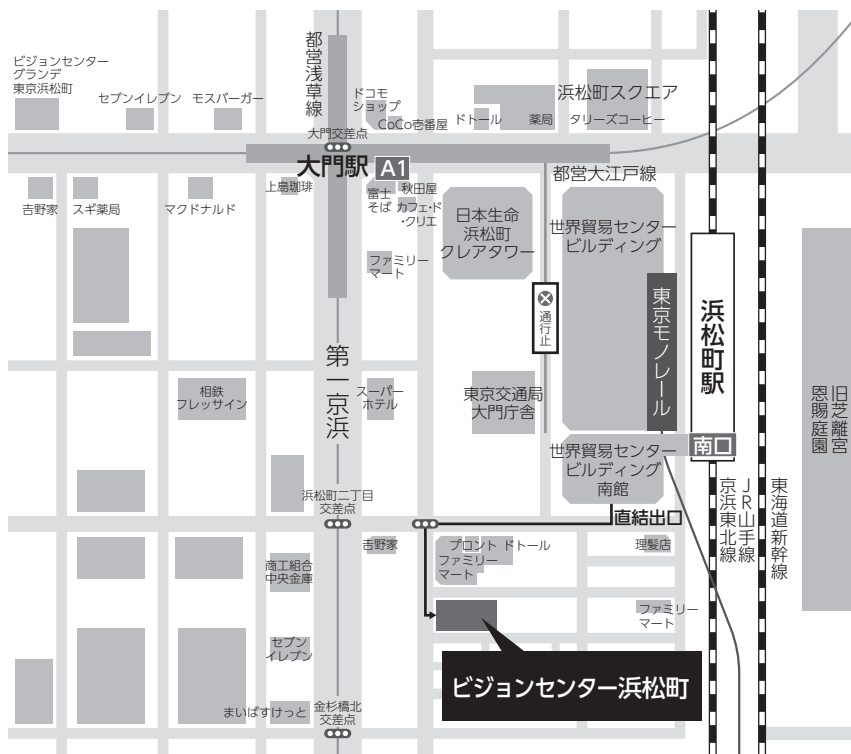 ビジョンセンター
グランデ
東京浜松町
セブンイレブン
モスバーガー
都営浅草線
ドコモ
ショップ
CoCo壱番屋
大門交差点
ドトール
薬局
浜松町スクエア
タリーズコーヒー
大門駅
A1
都営大江戸線
吉野家
スギ薬局
マクドナルド
上島珈琲
富士
そば
秋田屋
カフェ・ド
・クリエ
日本生命
浜松町
クレアタワー
世界貿易センター
ビルディング
ファミリー
マート
通行止
東京モノレール
浜松町駅
第一京浜
相鉄
フレッサイン
スーパー
ホテル
東京交通局
大門庁舎
旧芝離宮
恩賜庭園
南口
世界貿易センター
ビルディング
南館
浜松町二丁目
交差点
直結出口
JR山手線
京浜東北線
東海道新幹線
吉野家
プロント
ドトール
ファミリー
マート
理髪店
商工組合
中央金庫
ファミリー
マート
セブン
イレブン
ビジョンセンター浜松町
まいばすけっと
金杉橋北
交差点